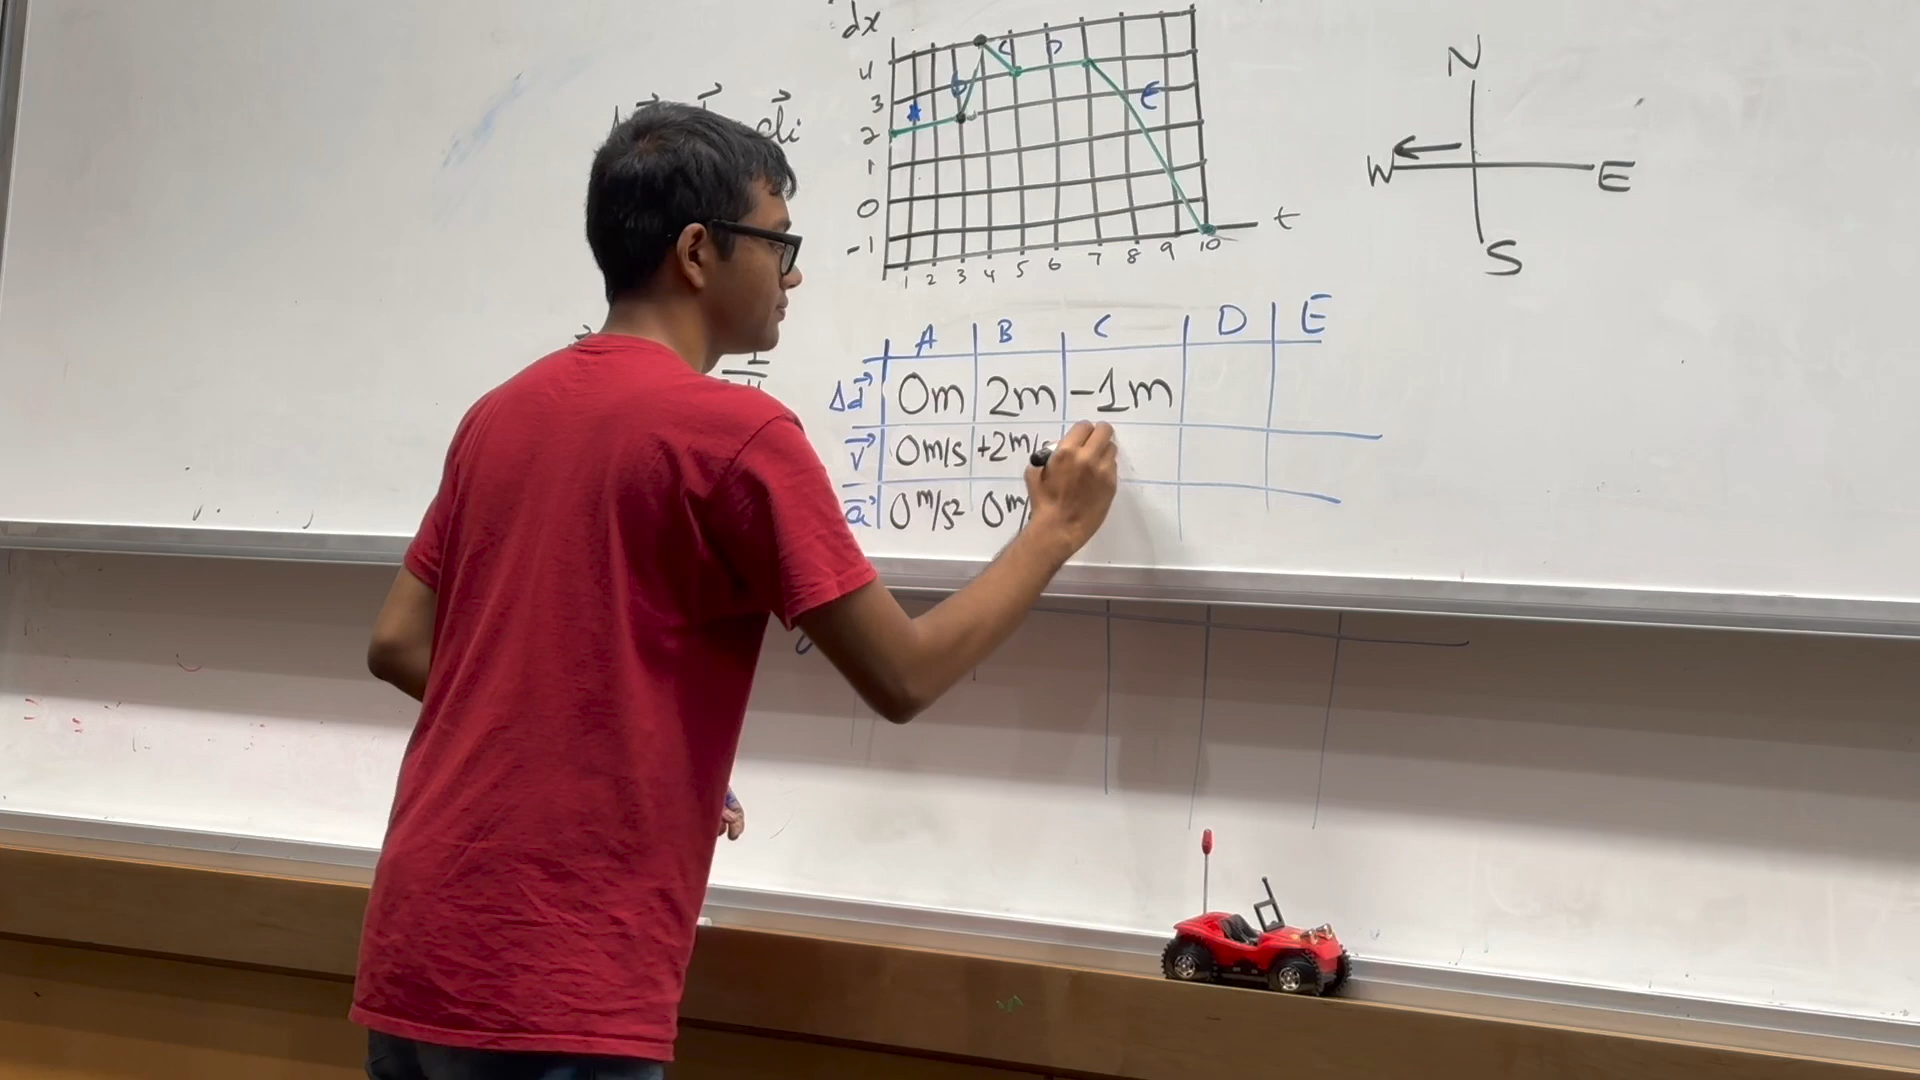 dx
4
3
2
1
0
-1
A B C D E
1 2 3 4 5 6 7 8 9 10 t
N
W E
S
di
A B C D E
Δd 0m 2m -1m
v 0m/s +2m/s
a 0m/s² 0m/